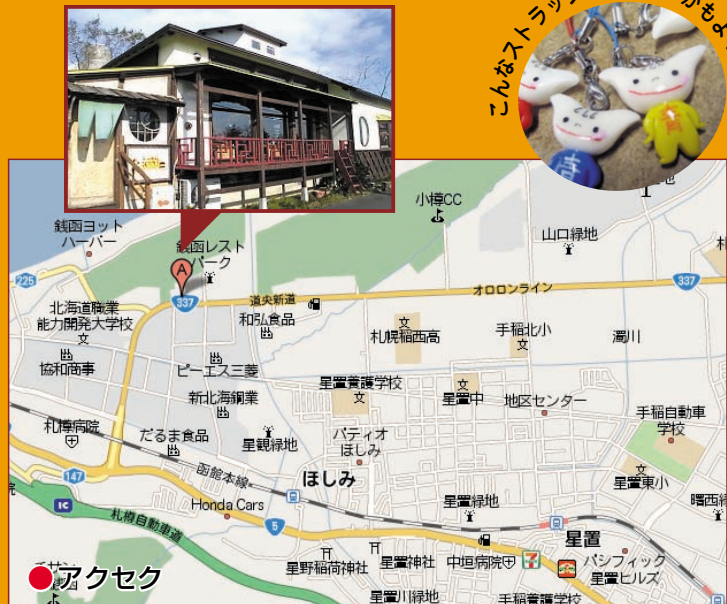 こんなスト
小樽CC
山口緑地
銭函ヨット
ハーバー
銭函レスト
パーク
A
225
337
道央新道
オロロンライン
337
北海道職業
能力開発大学校
和弘食品
札幌稲西高
手稲北小
濁川
協和商事
ピーエス三菱
新北海鋼業
星置養護学校
星置中
地区センター
手稲自動車
学校
札樽病院
だるま食品
星観緑地
パティオ
ほしみ
函館本線
ほしみ
星置東小
147
Honda Cars
星置緑地
曙西緑
IC
札樽自動車道
5
星置
星野稲荷神社
星置神社
中垣病院
7
パシフィック
星置ヒルズ
アクセク
星置川緑地
手稲養護学校